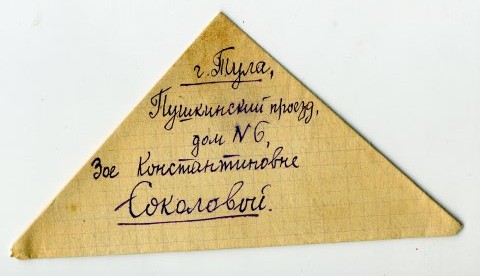 г. Тула,
Пушкинский проезд,
дом N 6,
Зое Константиновне
Соколовой.